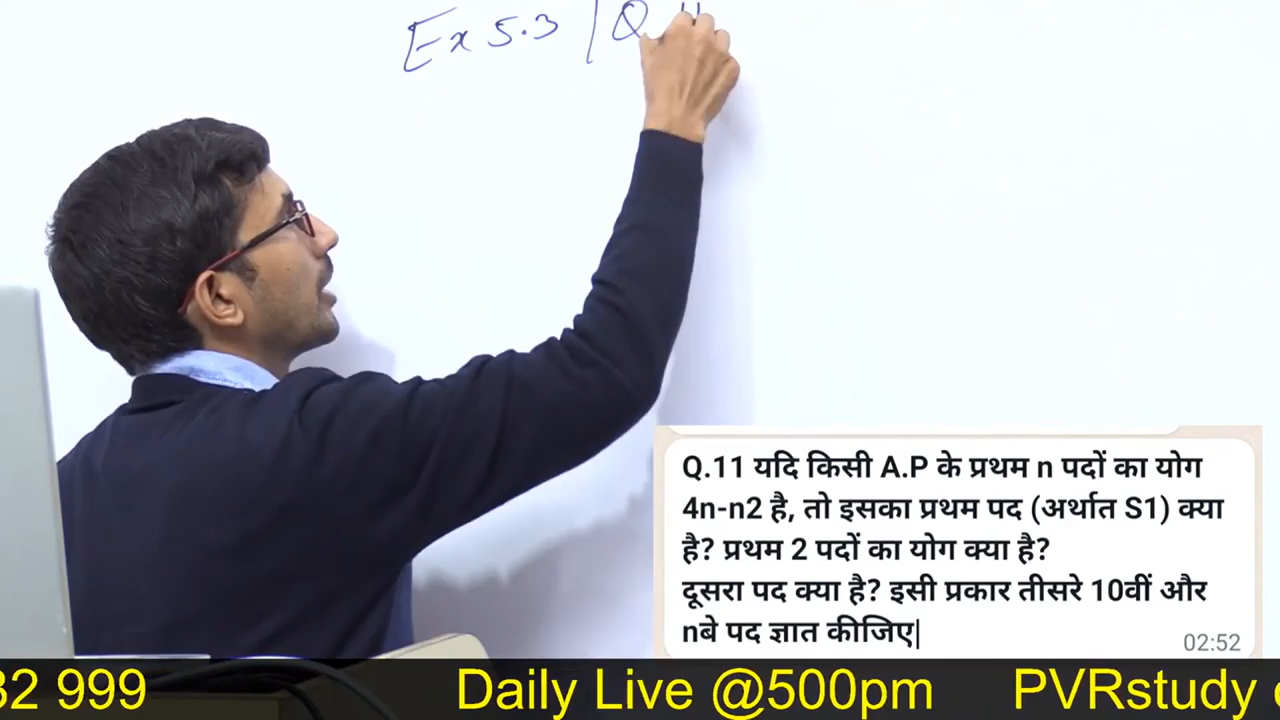 Ex 5.3 | Q
Q.11 यदि किसी A.P के प्रथम n पदों का योग
4n-n2 है, तो इसका प्रथम पद (अर्थात S1) क्या
है? प्रथम 2 पदों का योग क्या है?
दूसरा पद क्या है? इसी प्रकार तीसरे 10वीं और
nबे पद ज्ञात कीजिए|
02:52
32 999 Daily Live @500pm PVRstudy